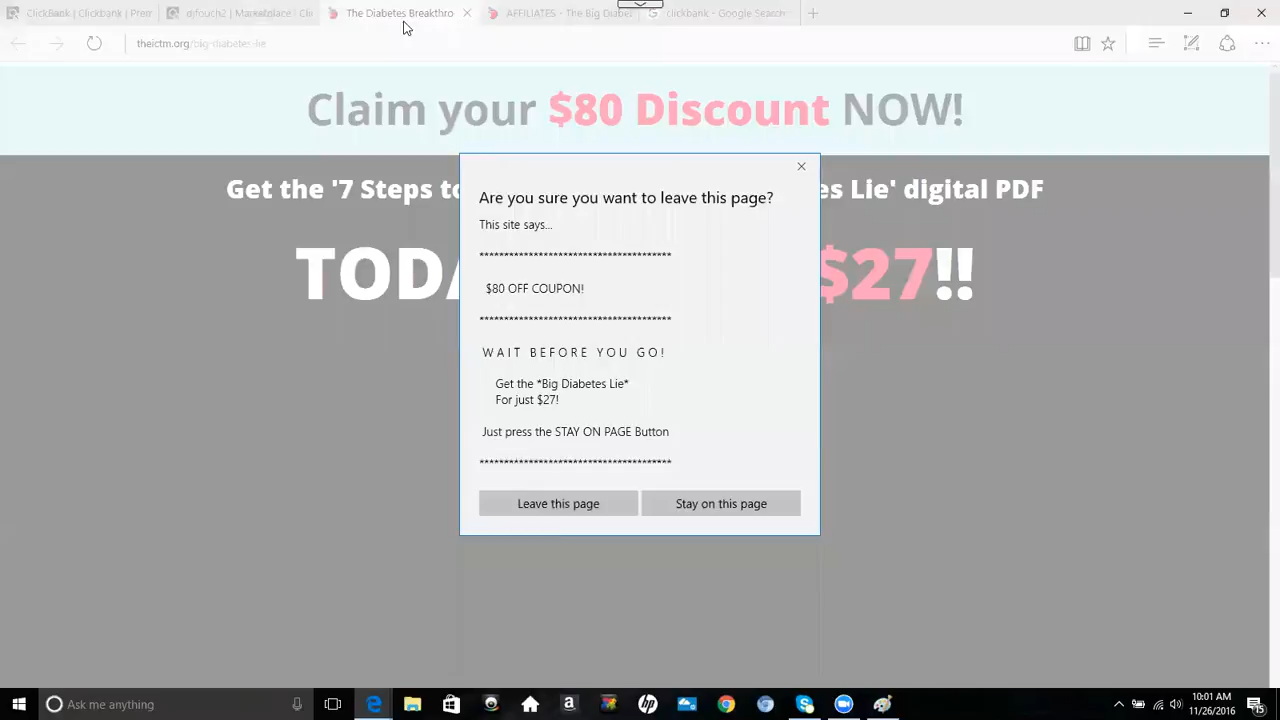 ClickBank | Clickbank | Prem
The Diabetes Breakthro
AFFILIATES - The Big Diabet
clickbank - Google Search
theictm.org/big-diabetes-lie
Claim your $80 Discount NOW!
Get the '7 Steps to
es Lie' digital PDF
TODA
$27!!
Are you sure you want to leave this page?
This site says...
***************************************
$80 OFF COUPON!
***************************************
W A I T B E F O R E Y O U G O !
Get the *Big Diabetes Lie*
For just $27!
Just press the STAY ON PAGE Button
***************************************
Leave this page
Stay on this page
Ask me anything
10:01 AM
11/26/2016